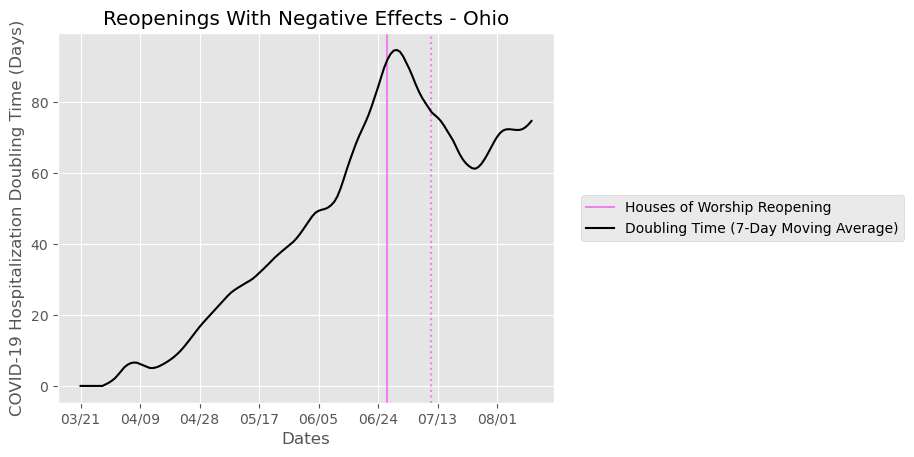 Reopenings With Negative Effects - Ohio
COVID-19 Hospitalization Doubling Time (Days)
80
60
40
20
0
03/21 04/09 04/28 05/17 06/05 06/24 07/13 08/01
Dates
Houses of Worship Reopening
Doubling Time (7-Day Moving Average)